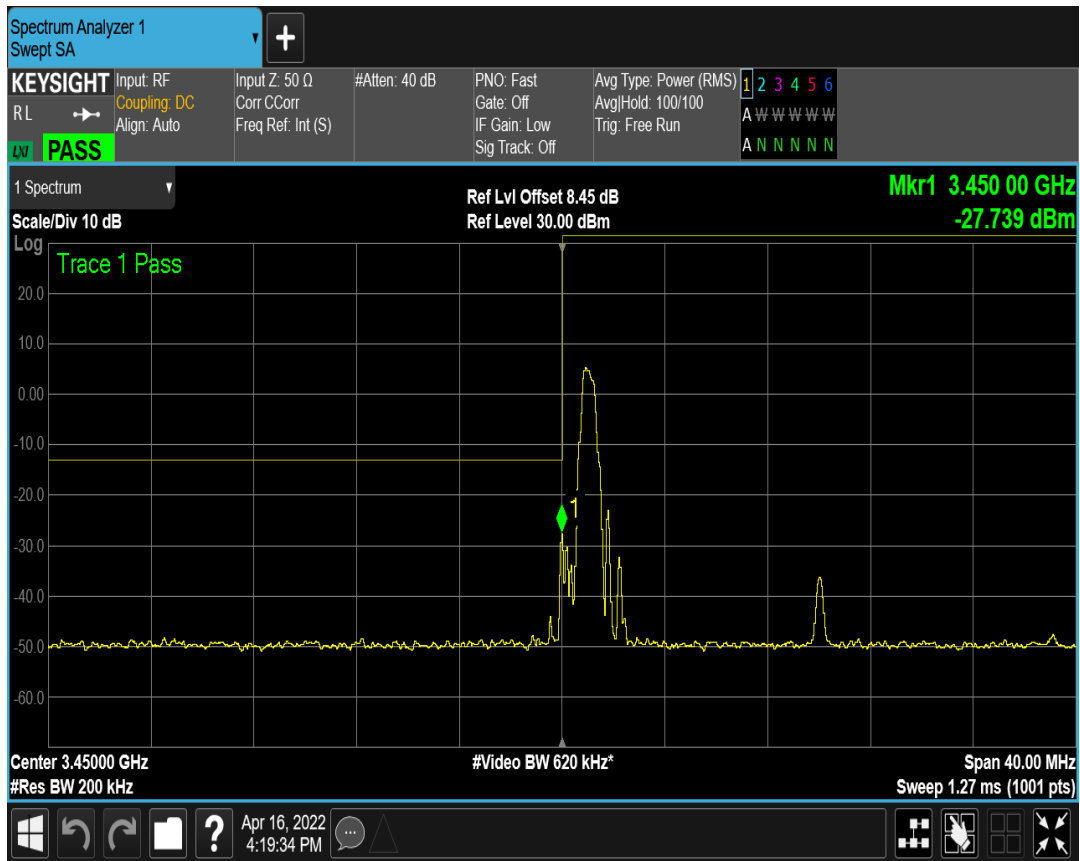 Spectrum Analyzer 1
Swept SA
+
KEYSIGHT
RL
LXI PASS
Input: RF
Coupling: DC
Align: Auto
Input Z: 50 Ω
Corr CCorr
Freq Ref: Int (S)
#Atten: 40 dB
PNO: Fast
Gate: Off
IF Gain: Low
Sig Track: Off
Avg Type: Power (RMS)
Avg|Hold: 100/100
Trig: Free Run
1 2 3 4 5 6
A W W W W W
A N N N N N
1 Spectrum
Scale/Div 10 dB
Ref Lvl Offset 8.45 dB
Ref Level 30.00 dBm
Mkr1 3.450 00 GHz
-27.739 dBm
Log
Trace 1 Pass
20.0
10.0
0.00
-10.0
-20.0
1
-30.0
-40.0
-50.0
-60.0
Center 3.45000 GHz
#Video BW 620 kHz*
Span 40.00 MHz
#Res BW 200 kHz
Sweep 1.27 ms (1001 pts)
?
Apr 16, 2022
4:19:34 PM